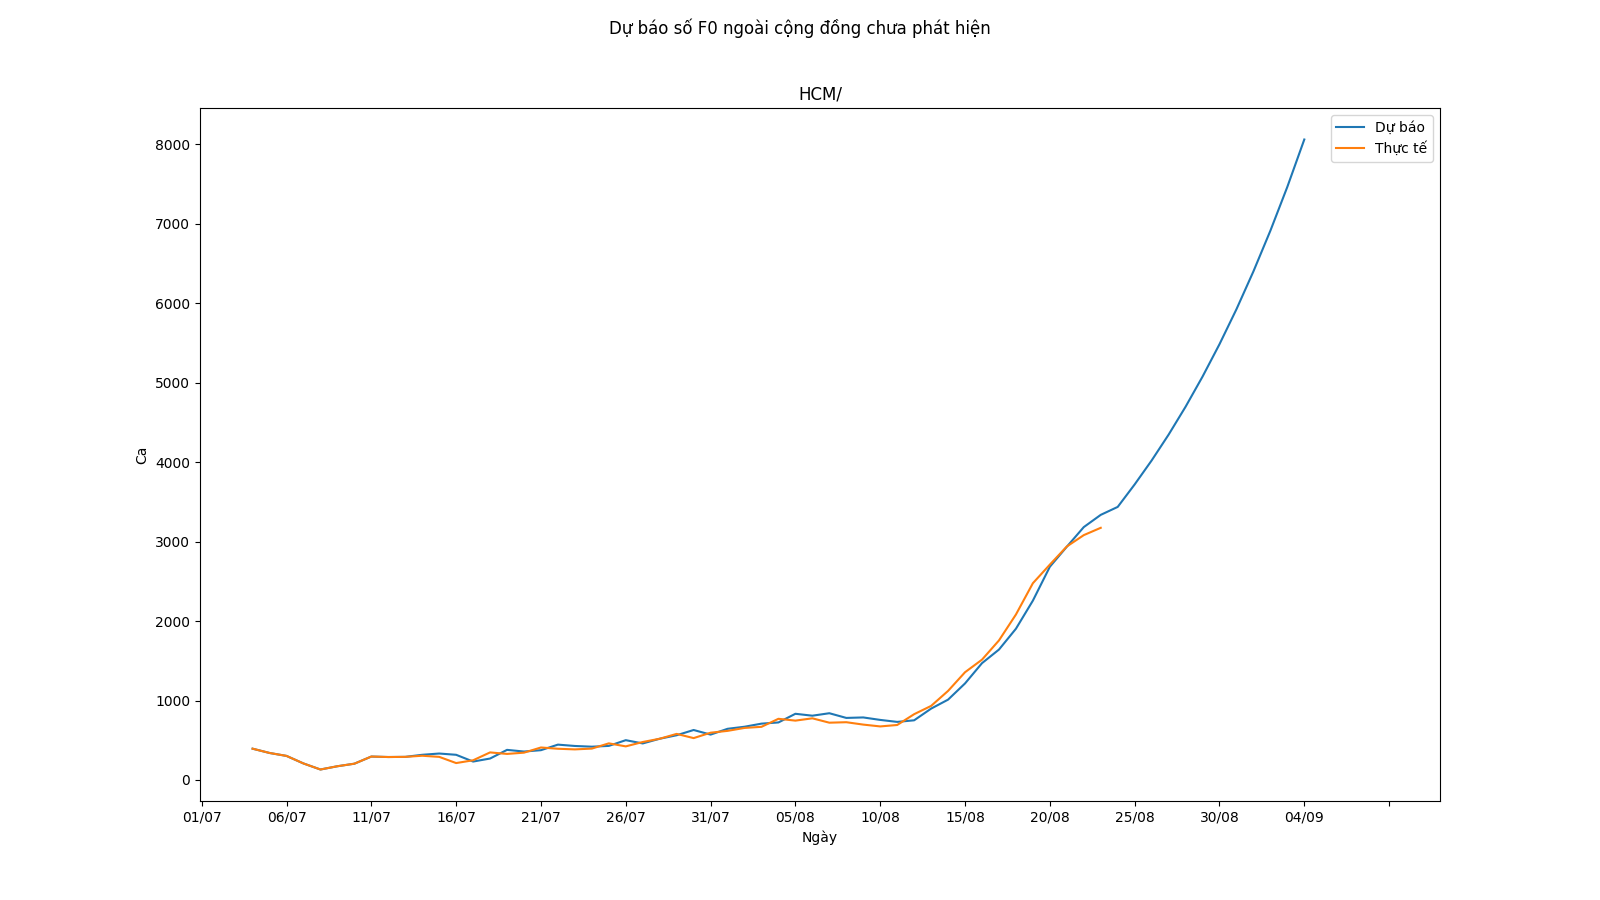 Dự báo số F0 ngoài cộng đồng chưa phát hiện
HCM/
Dự báo
Thực tế
8000
7000
6000
5000
4000
3000
2000
1000
0
Ca
01/07 06/07 11/07 16/07 21/07 26/07 31/07 05/08 10/08 15/08 20/08 25/08 30/08 04/09
Ngày